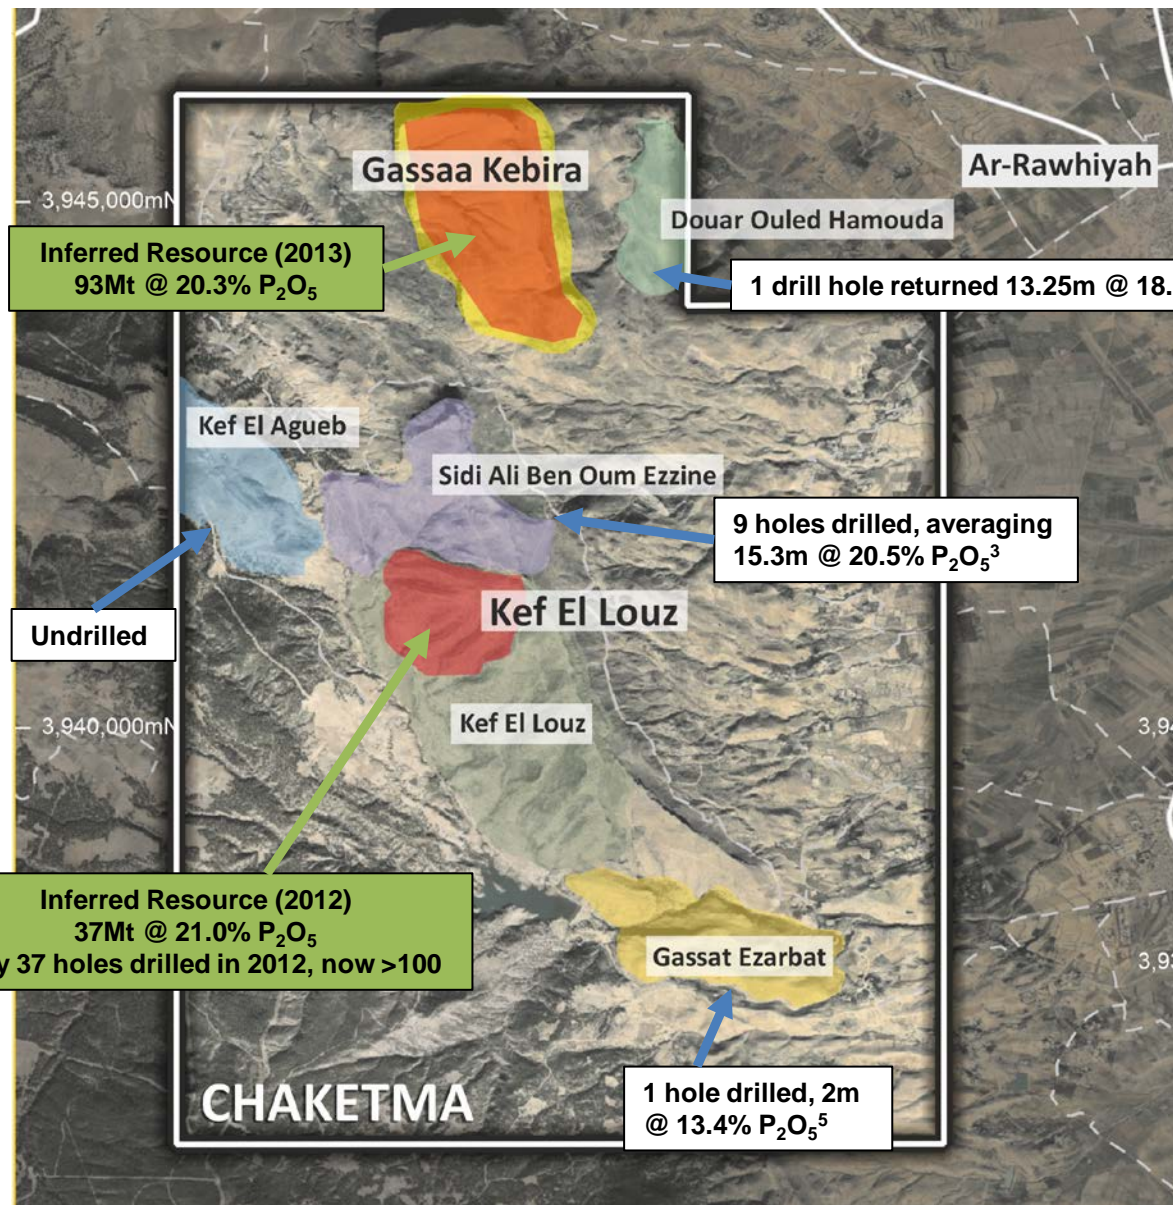 Gassaa Kebira
Ar-Rawhiyah
3,945,000mN
Douar Ouled Hamouda
Inferred Resource (2013)
93Mt @ 20.3% P₂O₅
1 drill hole returned 13.25m @ 18.
Kef El Agueb
Sidi Ali Ben Oum Ezzine
9 holes drilled, averaging
15.3m @ 20.5% P₂O₅³
Kef El Louz
Undrilled
Kef El Louz
3,940,000mN
3,94
Inferred Resource (2012)
37Mt @ 21.0% P₂O₅
y 37 holes drilled in 2012, now >100
Gassat Ezarbat
3,93
CHAKETMA
1 hole drilled, 2m
@ 13.4% P₂O₅⁵